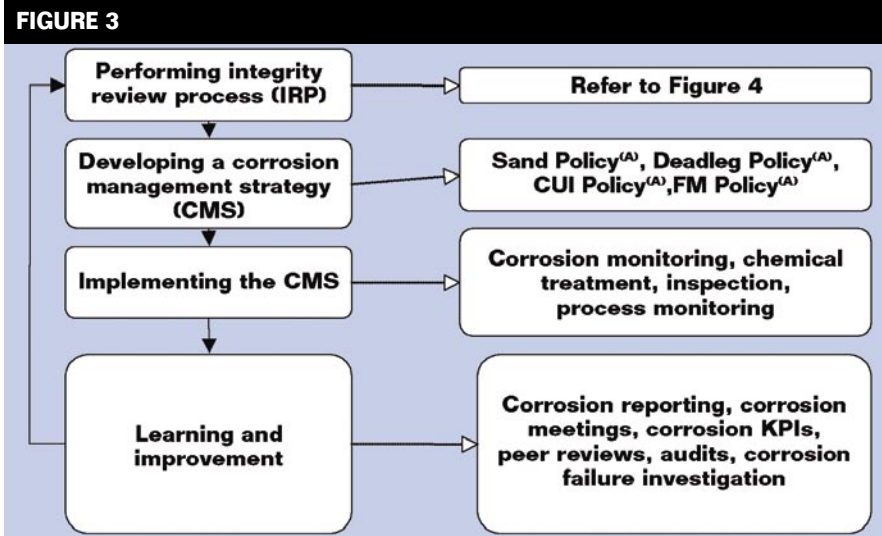 FIGURE 3
Performing integrity
review process (IRP)
Refer to Figure 4
Developing a corrosion
management strategy
(CMS)
Sand Policy(A), Deadleg Policy(A),
CUI Policy(A),FM Policy(A)
Implementing the CMS
Corrosion monitoring, chemical
treatment, inspection,
process monitoring
Learning and
improvement
Corrosion reporting, corrosion
meetings, corrosion KPIs,
peer reviews, audits, corrosion
failure investigation